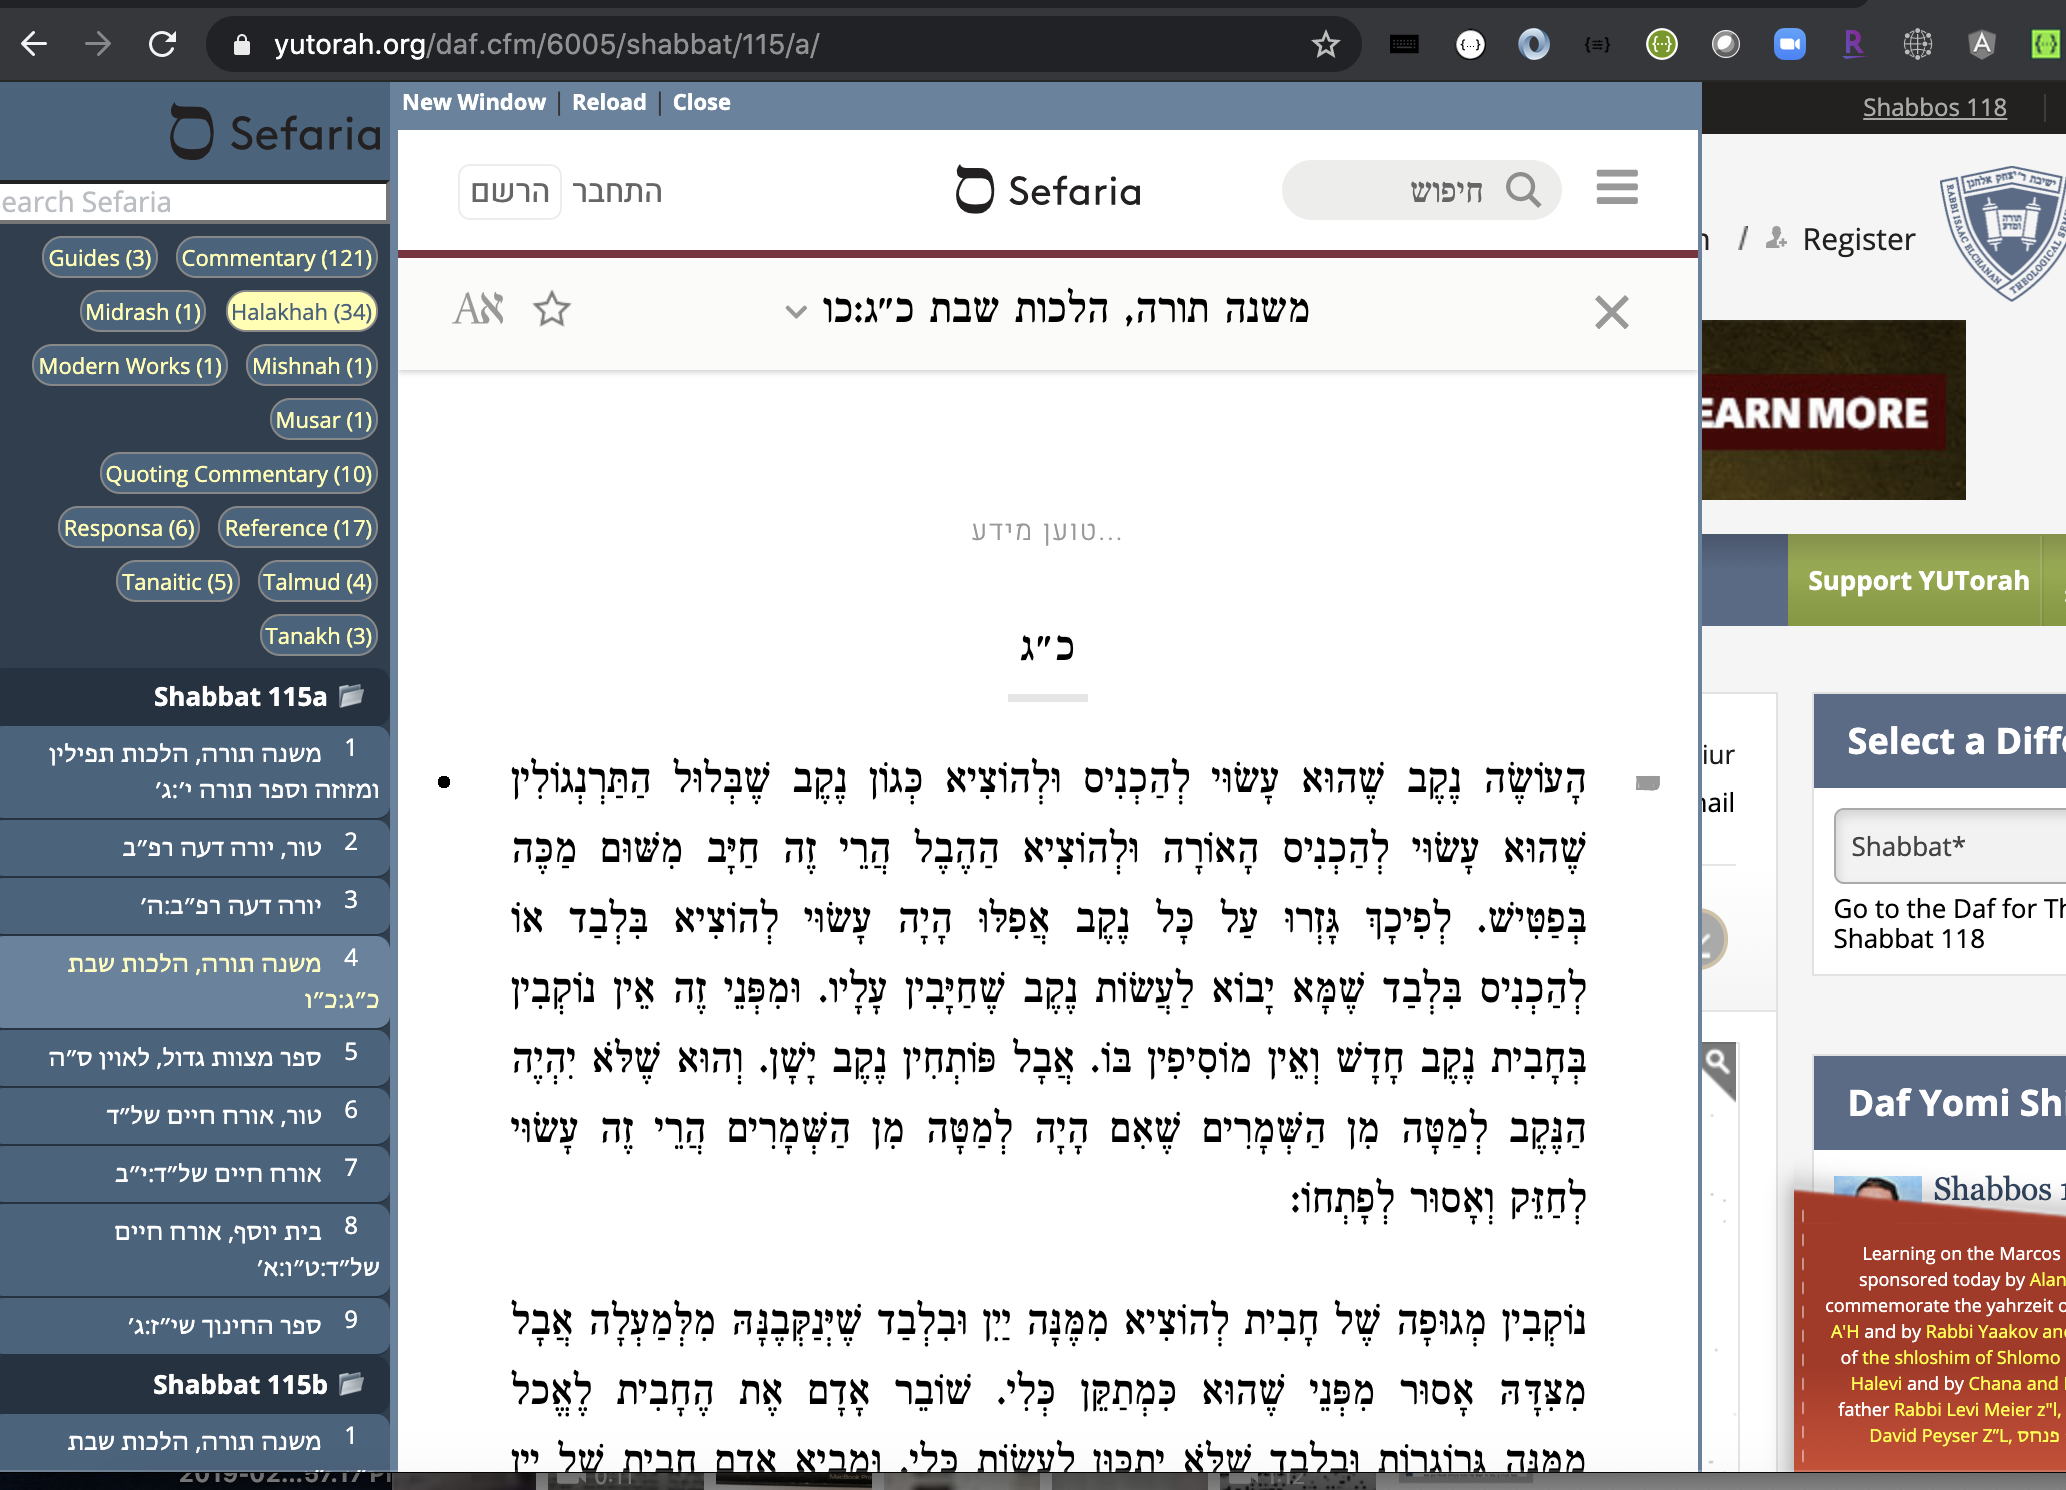 yutorah.org/daf.cfm/6005/shabbat/115/a/
Sefaria
earch Sefaria
Guides (3) Commentary (121)
Midrash (1) Halakhah (34)
Modern Works (1) Mishnah (1)
Musar (1)
Quoting Commentary (10)
Responsa (6) Reference (17)
Tanaitic (5) Talmud (4)
Tanakh (3)
Shabbat 115a
1 משנה תורה, הלכות תפילין
ומזוזה וספר תורה י׳:ג׳
2 טור, יורה דעה רפ״ב
3 יורה דעה רפ״ב:ה׳
4 משנה תורה, הלכות שבת
כ״ג:כ״ו
5 ספר מצוות גדול, לאוין ס״ה
6 טור, אורח חיים של״ד
7 אורח חיים של״ד:י״ב
8 בית יוסף, אורח חיים
של״ד:ט״ו:א׳
9 ספר החינוך שי״ז:ג׳
Shabbat 115b
1 משנה תורה, הלכות שבת
New Window | Reload | Close
הרשם התחבר
Sefaria
חיפוש
משנה תורה, הלכות שבת כ״ג:כו
טוען מידע...
כ״ג
הָעוֹשֶׂה נֶקֶב שֶׁהוּא עָשׂוּי לְהַכְנִיס וּלְהוֹצִיא כְּגוֹן נֶקֶב שֶׁבְּלוּל הַתַּרְנְגוֹלִין
שֶׁהוּא עָשׂוּי לְהַכְנִיס הָאוֹרָה וּלְהוֹצִיא הַהֶבֶל הֲרֵי זֶה חַיָּב מִשּׁוּם מַכֶּה
בְּפַטִּישׁ. לְפִיכָךְ גָּזְרוּ עַל כָּל נֶקֶב אֲפִלּוּ הָיָה עָשׂוּי לְהוֹצִיא בִּלְבַד אוֹ
לְהַכְנִיס בִּלְבַד שֶׁמָּא יָבוֹא לַעֲשׂוֹת נֶקֶב שֶׁחַיָּבִין עָלָיו. וּמִפְּנֵי זֶה אֵין נוֹקְבִין
בְּחָבִית נֶקֶב חָדָשׁ וְאֵין מוֹסִיפִין בּוֹ. אֲבָל פּוֹתְחִין נֶקֶב יָשָׁן. וְהוּא שֶׁלֹּא יִהְיֶה
הַנֶּקֶב לְמַטָּה מִן הַשְּׁמָרִים שֶׁאִם הָיָה לְמַטָּה מִן הַשְּׁמָרִים הֲרֵי זֶה עָשׂוּי
לְחַזֵּק וְאָסוּר לְפָתְחוֹ:
נוֹקְבִין מְגוּפָה שֶׁל חָבִית לְהוֹצִיא מִמֶּנָּה יַיִן וּבִלְבַד שֶׁיִּנְקְבֶנָּה מִלְּמַעְלָה אֲבָל
מִצִּדָּהּ אָסוּר מִפְּנֵי שֶׁהוּא כִּמְתַקֵּן כְּלִי. שׁוֹבֵר אָדָם אֶת הֶחָבִית לֶאֱכל
מִמֶּנָּה גְּרוֹגְרוֹת וּבִלְבַד שֶׁלֹּא יִתְכַּוֵּן לַעֲשׂוֹת כְּלִי. וּמֵבִיא אָדָם חָבִית שֶׁל יַיִן
Shabbos 118
/ Register
EARN MORE
Support YUTorah
iur
Select a Diffe
Shabbat*
Go to the Daf for Th
Shabbat 118
Daf Yomi Shi
Shabbos 1
Learning on the Marcos
sponsored today by Alan
commemorate the yahrzeit o
A'H and by Rabbi Yaakov and
of the shloshim of Shlomo
Halevi and by Chana and
father Rabbi Levi Meier z"l,
David Peyser Z"L, פנחס